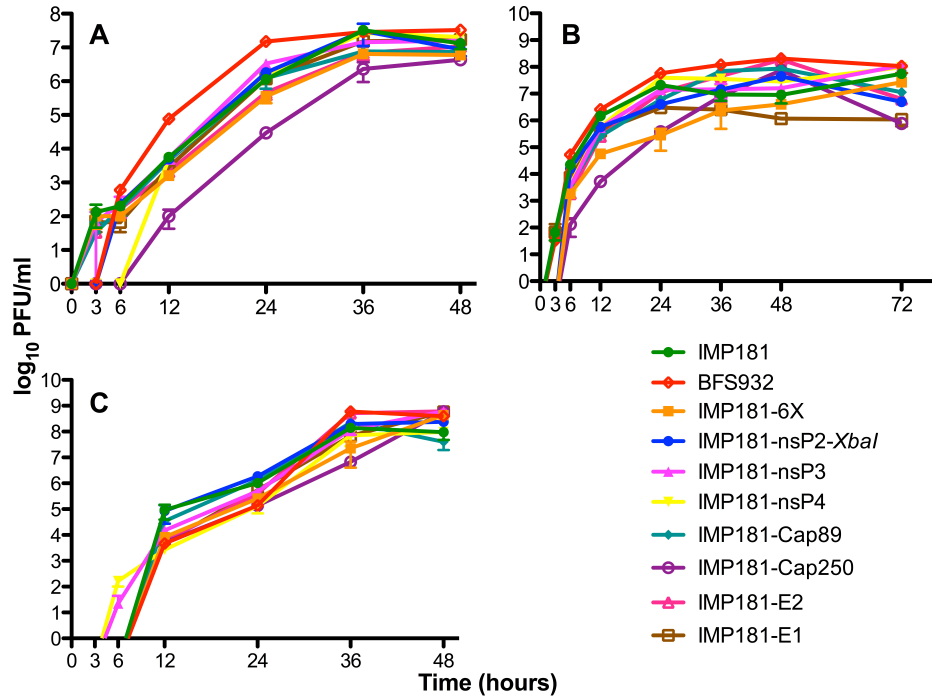 A
8
7
6
5
4
3
2
1
0
0 3 6 12 24 36 48
B
10
9
8
7
6
5
4
3
2
1
0
0 3 6 12 24 36 48 72
log10 PFU/ml
C
10
9
8
7
6
5
4
3
2
1
0
0 3 6 12 24 36 48
Time (hours)
IMP181
BFS932
IMP181-6X
IMP181-nsP2-XbaI
IMP181-nsP3
IMP181-nsP4
IMP181-Cap89
IMP181-Cap250
IMP181-E2
IMP181-E1